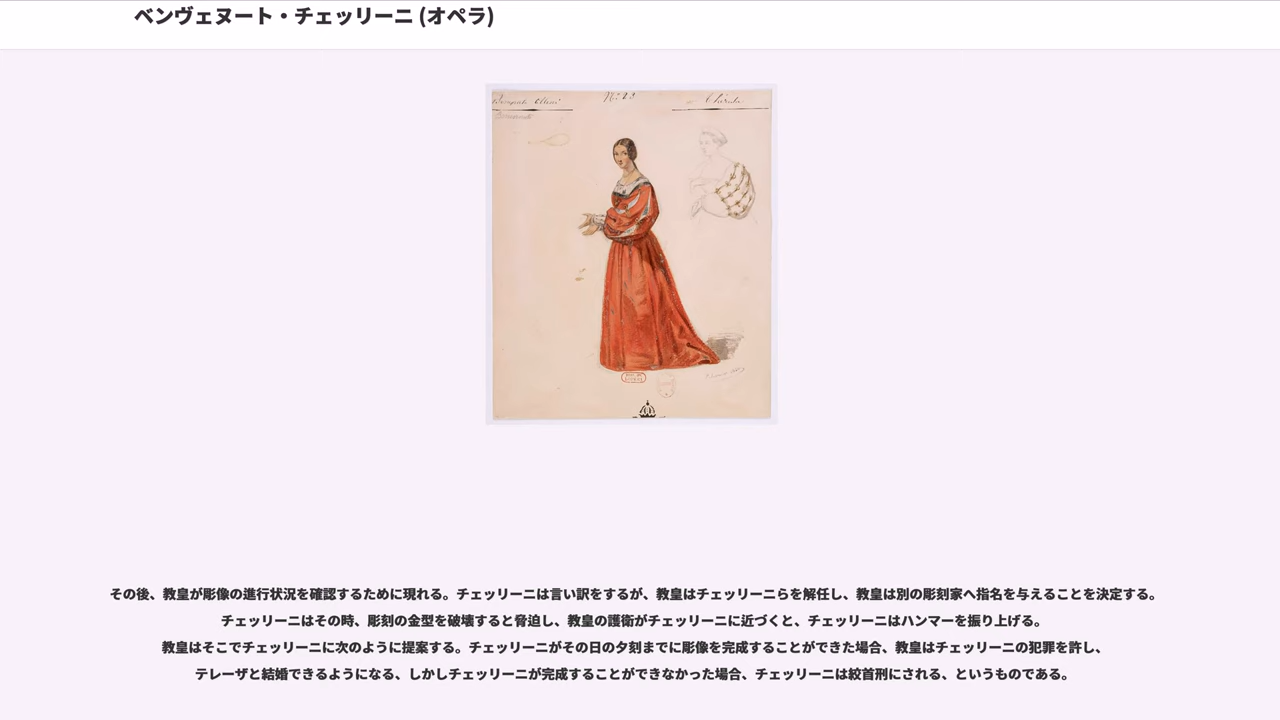 ベンヴェヌート・チェッリーニ (オペラ)
Nº 23
その後、教皇が彫像の進行状況を確認するために現れる。チェッリーニは言い訳をするが、教皇はチェッリーニらを解任し、教皇は別の彫刻家へ指名を与えることを決定する。
チェッリーニはその時、彫刻の金型を破壊すると脅迫し、教皇の護衛がチェッリーニに近づくと、チェッリーニはハンマーを振り上げる。
教皇はそこでチェッリーニに次のように提案する。チェッリーニがその日の夕刻までに彫像を完成することができた場合、教皇はチェッリーニの犯罪を許し、
テレーザと結婚できるようになる、しかしチェッリーニが完成することができなかった場合、チェッリーニは絞首刑にされる、というものである。